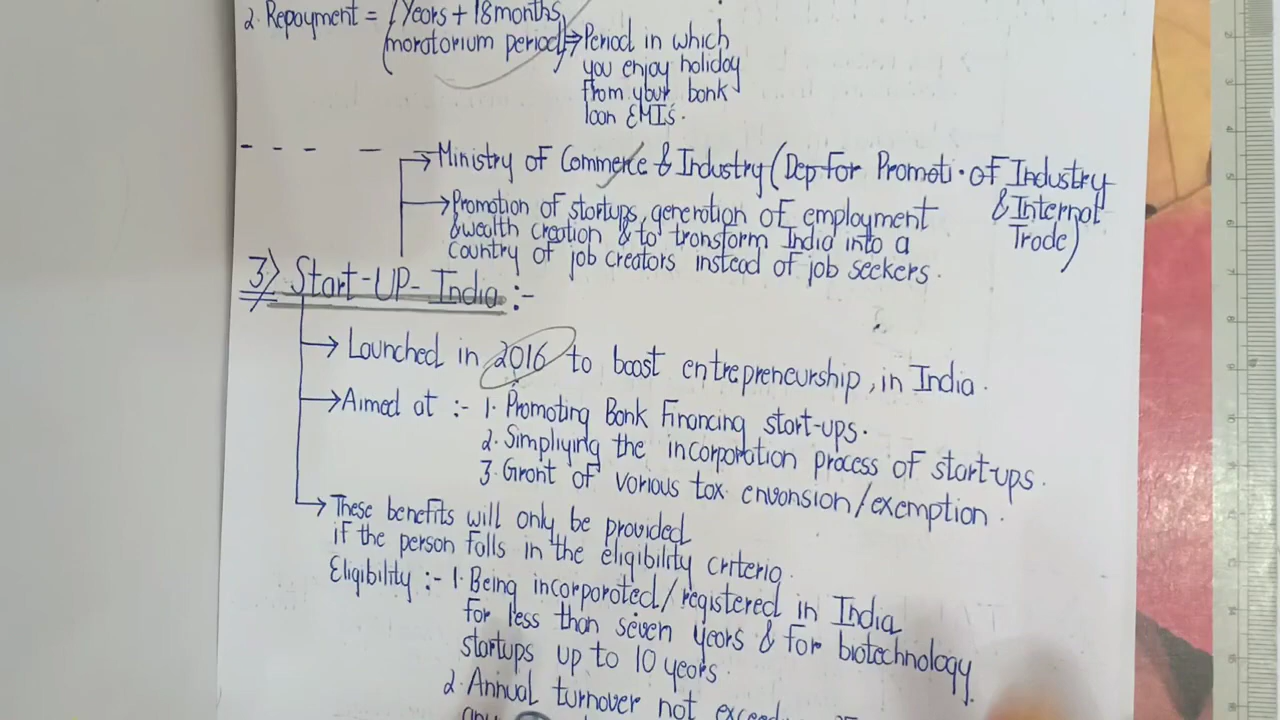 2. Repayment = 7 Years + 18 months
(moratorium period) → Period in which
you enjoy holiday
from your bank
loan EMI's.
→ Ministry of Commerce & Industry (Dep for Promoti. of Industry
& Internal
Trade)
→ Promotion of startups, generation of employment
& wealth creation & to transform India into a
country of job creators instead of job seekers.
3) Start-UP-India :-
→ Launched in 2016 to boost entrepreneurship, in India.
→ Aimed at :- 1. Promoting Bank Financing start-ups.
2. Simpliying the incorporation process of start-ups.
3. Grant of various tax envansion/exemption.
→ These benefits will only be provided
if the person falls in the eligibility criteria.
Eligibility :- 1. Being incorporated/registered in India
for less than seven years & for biotechnology
startups up to 10 years.
2. Annual turnover not exceed